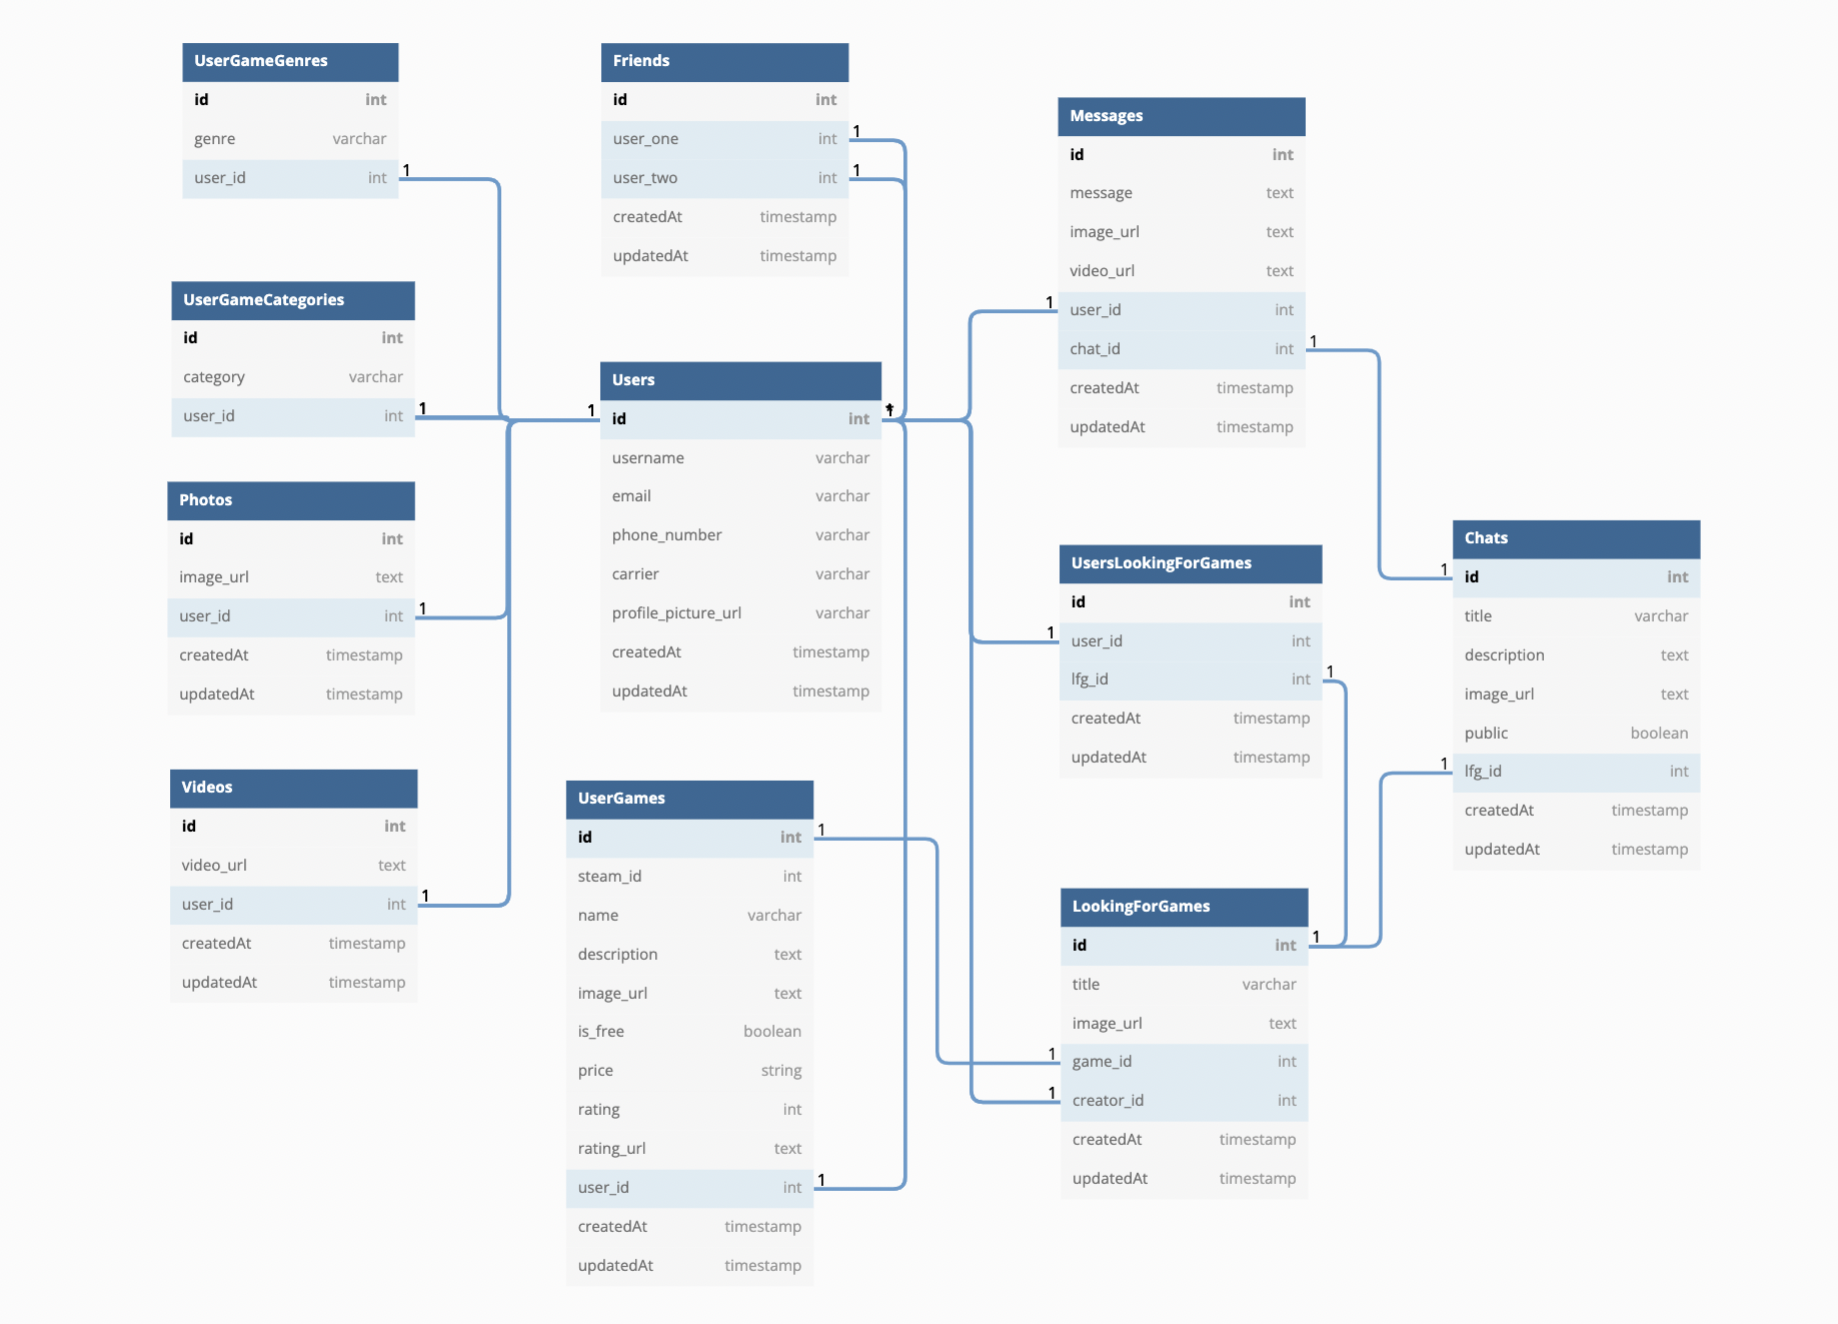 UserGameGenres
id int
genre varchar
user_id int 1
Friends
id int
user_one int 1
user_two int 1
createdAt timestamp
updatedAt timestamp
Messages
id int
message text
image_url text
video_url text
1 user_id int
chat_id int 1
createdAt timestamp
updatedAt timestamp
UserGameCategories
id int
category varchar
user_id int 1
Users
1 id int * 1
username varchar
email varchar
phone_number varchar
carrier varchar
profile_picture_url varchar
createdAt timestamp
updatedAt timestamp
Photos
id int
image_url text
user_id int 1
createdAt timestamp
updatedAt timestamp
UsersLookingForGames
id int
1 user_id int
lfg_id int 1
createdAt timestamp
updatedAt timestamp
Chats
1 id int
title varchar
description text
image_url text
public boolean
1 lfg_id int
createdAt timestamp
updatedAt timestamp
Videos
id int
video_url text
user_id int 1
createdAt timestamp
updatedAt timestamp
UserGames
id int 1
steam_id int
name varchar
description text
image_url text
is_free boolean
price string
rating int
rating_url text
user_id int 1
createdAt timestamp
updatedAt timestamp
LookingForGames
id int 1
title varchar
image_url text
1 game_id int
1 creator_id int
createdAt timestamp
updatedAt timestamp